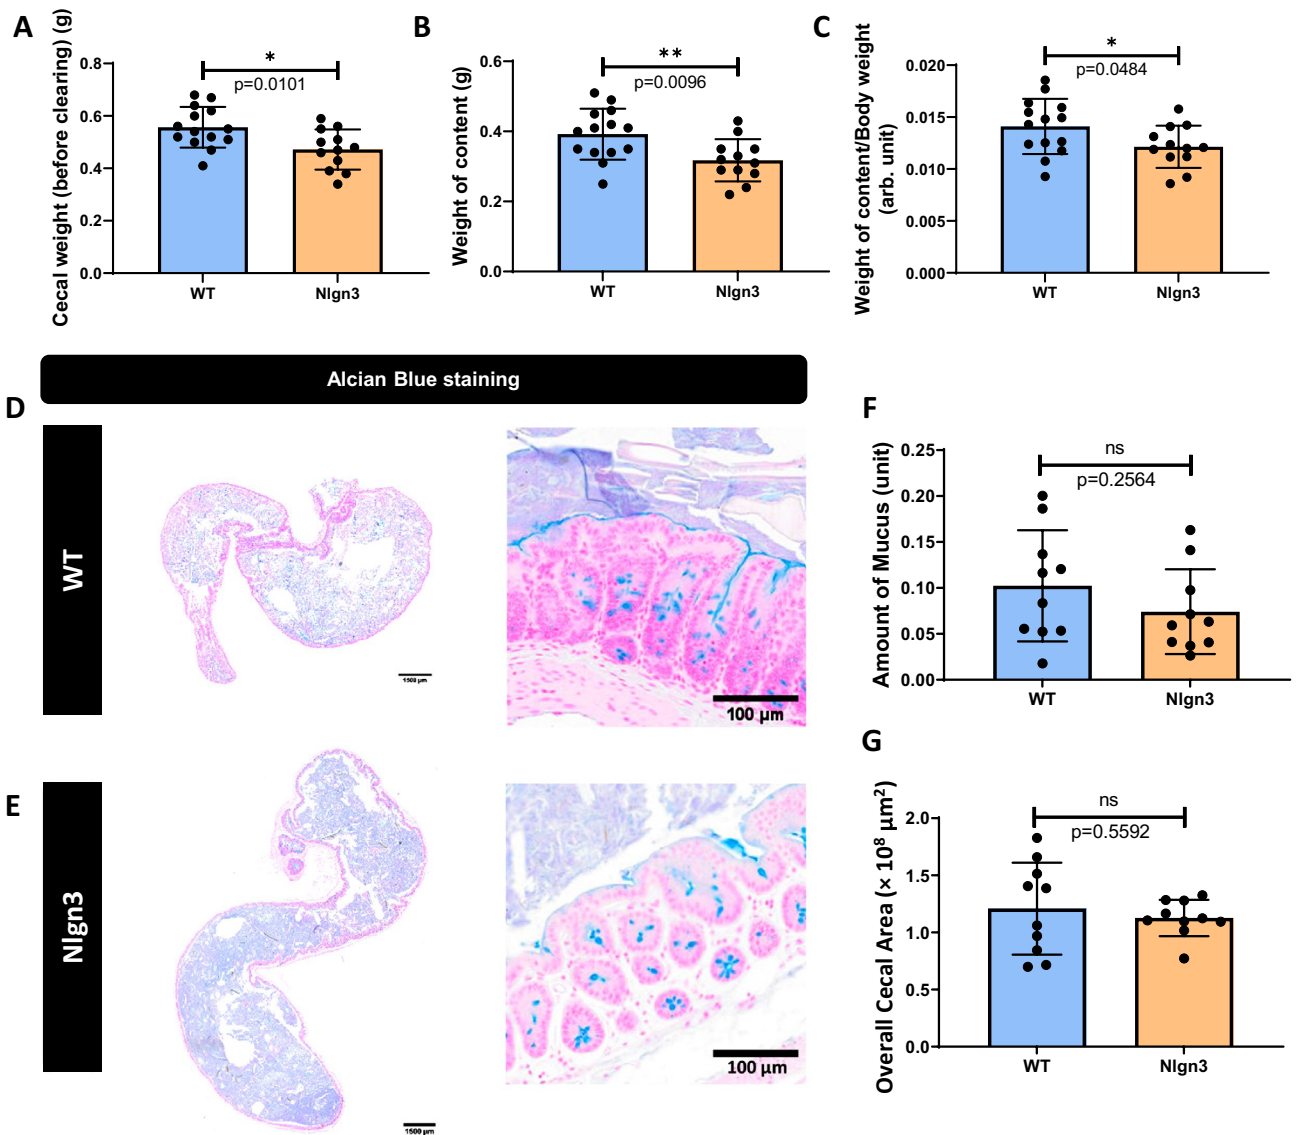 A
Cecal weight (before clearing) (g)
0.8
0.6
0.4
0.2
0.0
*
p=0.0101
WT
Nlgn3
B
Weight of content (g)
0.6
0.4
0.2
0.0
**
p=0.0096
WT
Nlgn3
C
Weight of content/Body weight
(arb. unit)
0.020
0.015
0.010
0.005
0.000
*
p=0.0484
WT
Nlgn3
Alcian Blue staining
D
WT
1500 µm
100 µm
E
Nlgn3
1500 µm
100 µm
F
Amount of Mucus (unit)
0.25
0.20
0.15
0.10
0.05
0.00
ns
p=0.2564
WT
Nlgn3
G
Overall Cecal Area (× 10⁸ µm²)
2.0
1.5
1.0
0.5
0.0
ns
p=0.5592
WT
Nlgn3